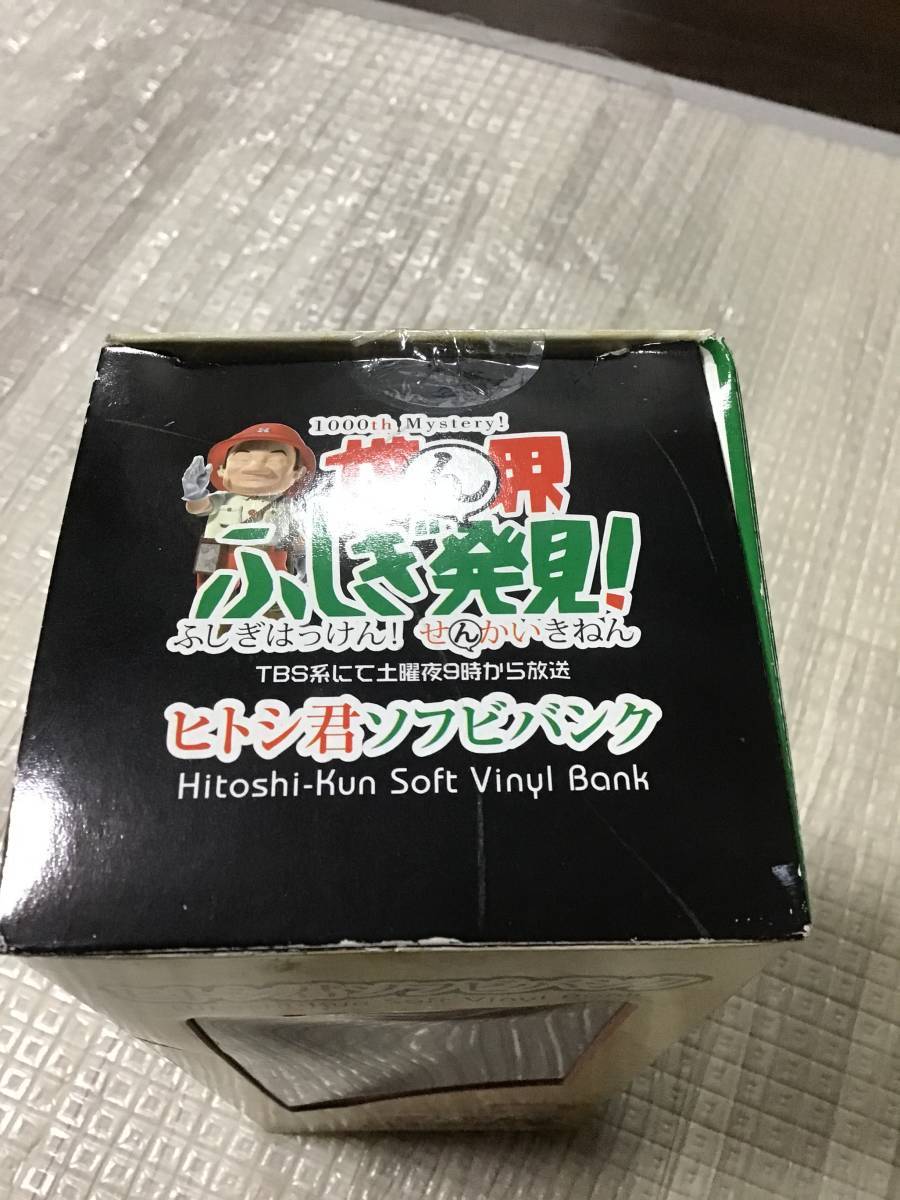 1000th Mystery!
世ん界
ふしぎ発見!
ふしぎはっけん! せんかいきねん
TBS系にて土曜夜9時から放送
ヒトシ君ソフビバンク
Hitoshi-Kun Soft Vinyl Bank